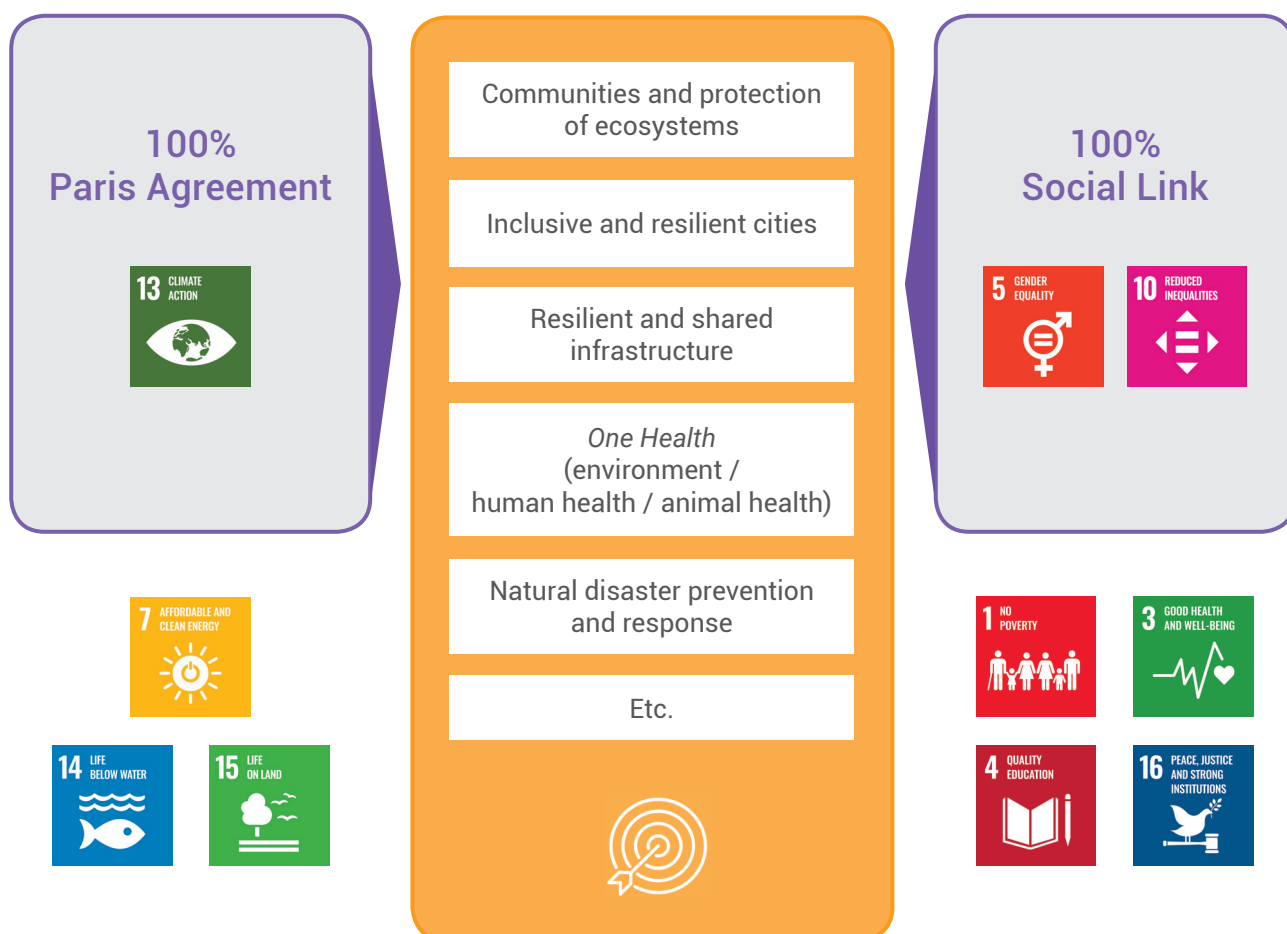 100%
Paris Agreement
13 CLIMATE
ACTION
7 AFFORDABLE AND
CLEAN ENERGY
14 LIFE
BELOW WATER
15 LIFE
ON LAND
Communities and protection
of ecosystems
Inclusive and resilient cities
Resilient and shared
infrastructure
One Health
(environment /
human health / animal health)
Natural disaster prevention
and response
Etc.
100%
Social Link
5 GENDER
EQUALITY
10 REDUCED
INEQUALITIES
1 NO
POVERTY
3 GOOD HEALTH
AND WELL-BEING
4 QUALITY
EDUCATION
16 PEACE, JUSTICE
AND STRONG
INSTITUTIONS